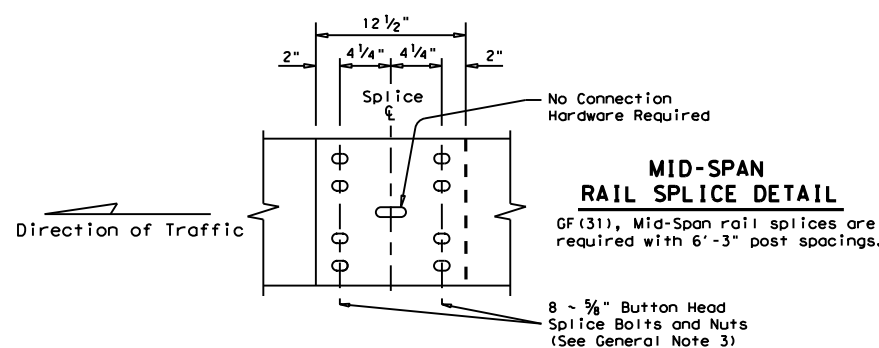 12 ½"
2" 4 ¼" 4 ¼" 2"
Splice
℄
No Connection
Hardware Required
MID-SPAN
RAIL SPLICE DETAIL
GF(31), Mid-Span rail splices are
required with 6'-3" post spacings.
Direction of Traffic
8 ~ ⅝" Button Head
Splice Bolts and Nuts
(See General Note 3)